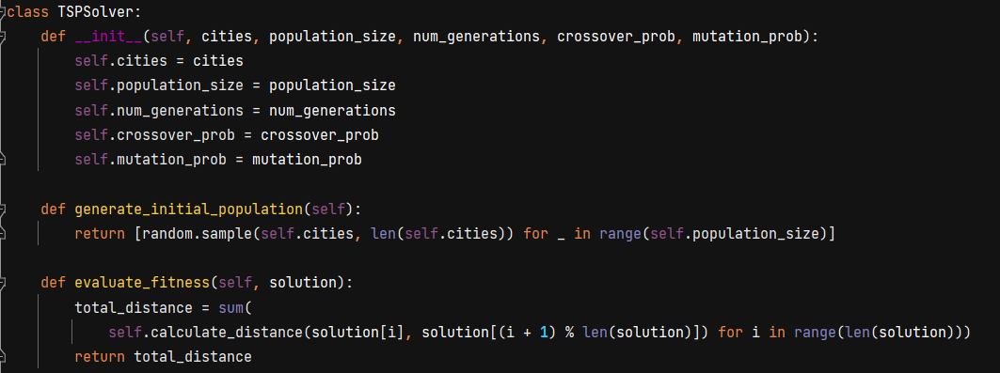 class TSPSolver:
    def __init__(self, cities, population_size, num_generations, crossover_prob, mutation_prob):
        self.cities = cities
        self.population_size = population_size
        self.num_generations = num_generations
        self.crossover_prob = crossover_prob
        self.mutation_prob = mutation_prob

    def generate_initial_population(self):
        return [random.sample(self.cities, len(self.cities)) for _ in range(self.population_size)]

    def evaluate_fitness(self, solution):
        total_distance = sum(
            self.calculate_distance(solution[i], solution[(i + 1) % len(solution)]) for i in range(len(solution)))
        return total_distance